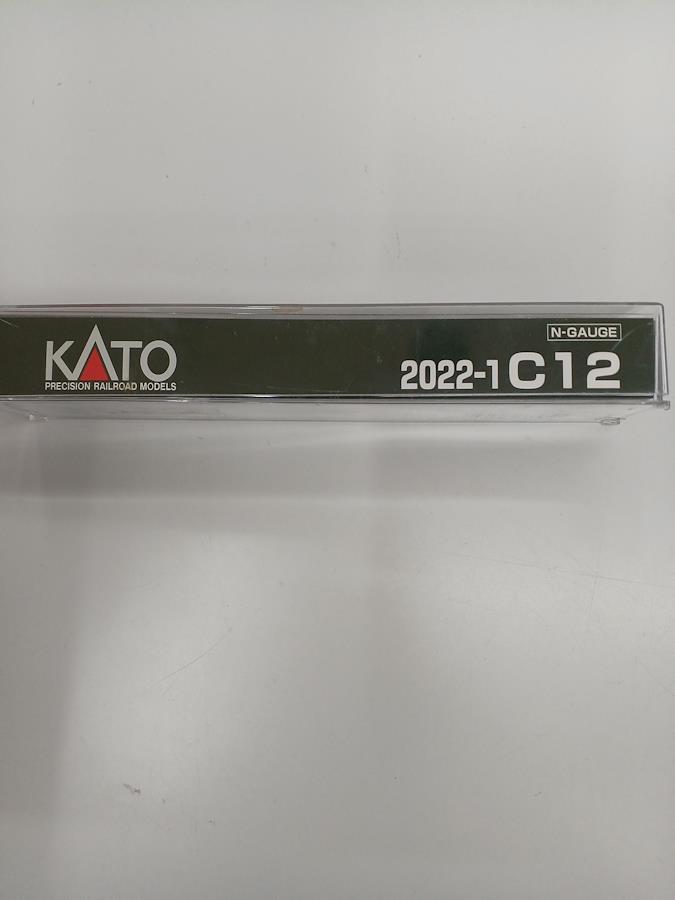 KATO
PRECISION RAILROAD MODELS
N-GAUGE
2022-1 C12